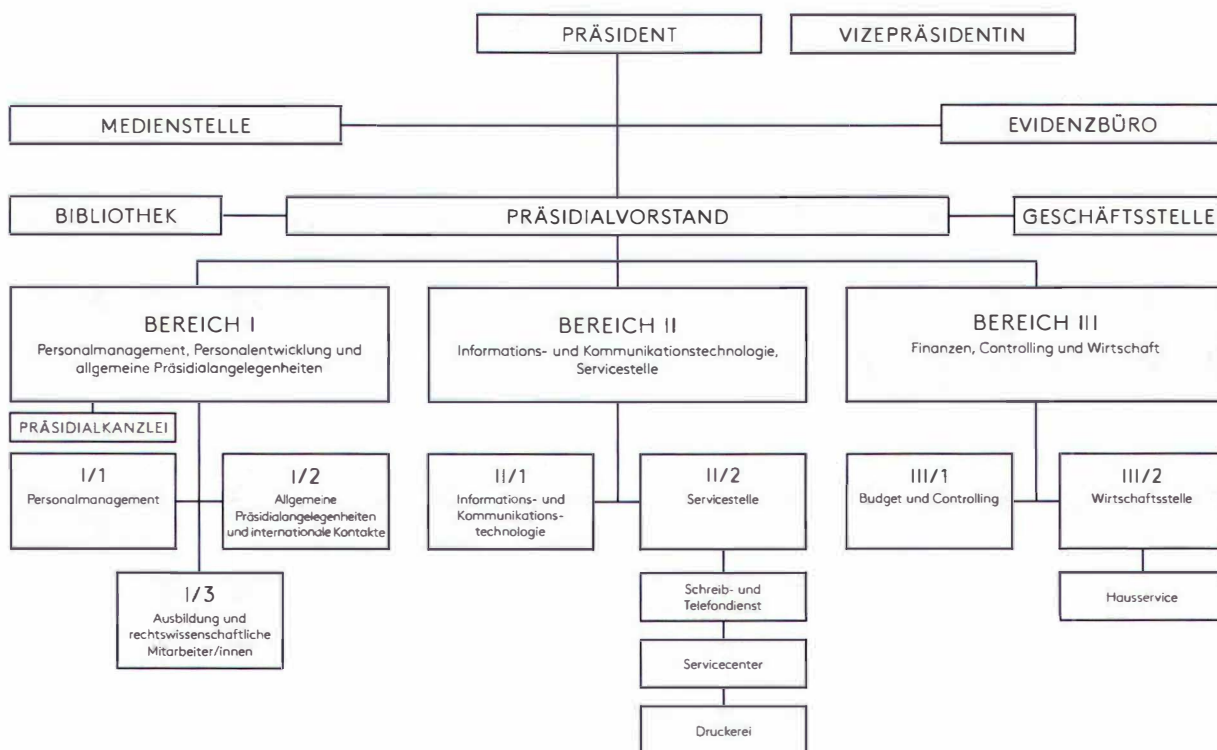 PRÄSIDENT
VIZEPRÄSIDENTIN
MEDIENSTELLE
EVIDENZBÜRO
BIBLIOTHEK
PRÄSIDIALVORSTAND
GESCHÄFTSSTELLE
BEREICH I
Personalmanagement, Personalentwicklung und
allgemeine Präsidialangelegenheiten
BEREICH II
Informations- und Kommunikationstechnologie,
Servicestelle
BEREICH III
Finanzen, Controlling und Wirtschaft
PRÄSIDIALKANZLEI
I/1
Personalmanagement
I/2
Allgemeine
Präsidialangelegenheiten
und internationale Kontakte
I/3
Ausbildung und
rechtswissenschaftliche
Mitarbeiter/innen
II/1
Informations- und
Kommunikations-
technologie
II/2
Servicestelle
Schreib- und
Telefondienst
Servicecenter
Druckerei
III/1
Budget und Controlling
III/2
Wirtschaftsstelle
Hausservice